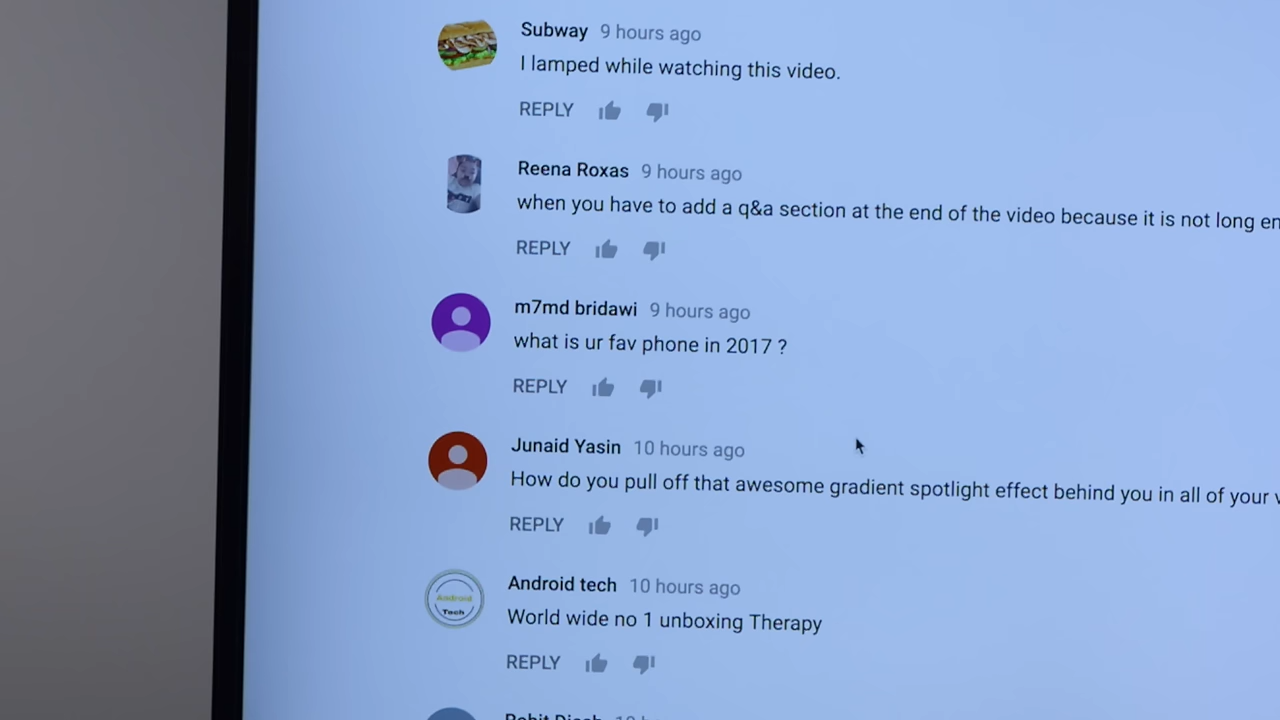 Subway 9 hours ago
I lamped while watching this video.
REPLY
Reena Roxas 9 hours ago
when you have to add a q&a section at the end of the video because it is not long
REPLY
m7md bridawi 9 hours ago
what is ur fav phone in 2017 ?
REPLY
Junaid Yasin 10 hours ago
How do you pull off that awesome gradient spotlight effect behind you in all of your
REPLY
Android tech 10 hours ago
Android
Tech
World wide no 1 unboxing Therapy
REPLY